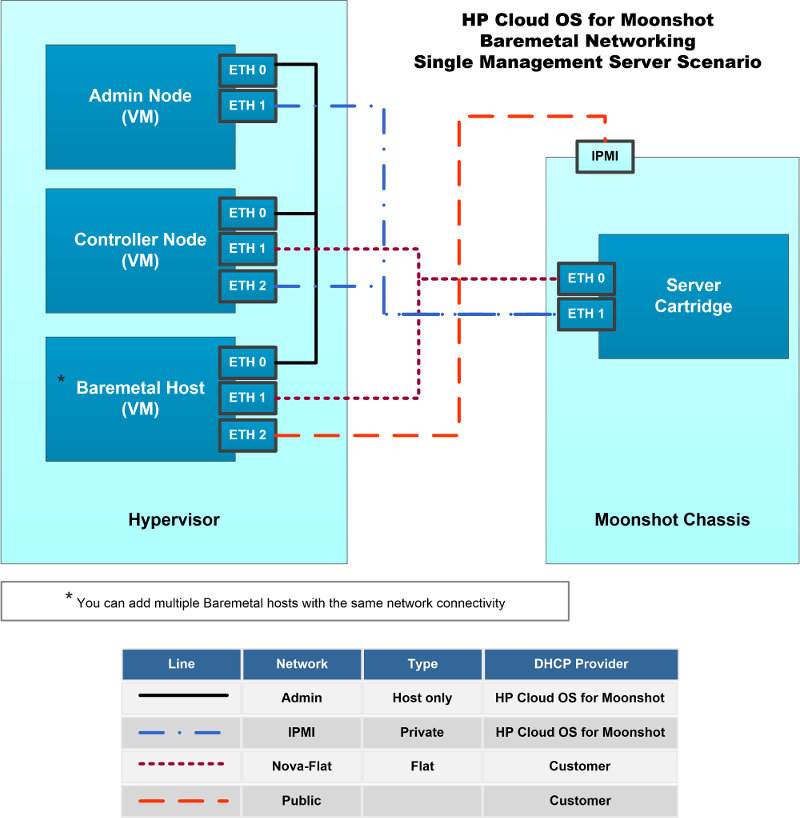 HP Cloud OS for Moonshot
Baremetal Networking
Single Management Server Scenario
Admin Node
(VM)
ETH 0
ETH 1
Controller Node
(VM)
ETH 0
ETH 1
ETH 2
* Baremetal Host
(VM)
ETH 0
ETH 1
ETH 2
Hypervisor
IPMI
ETH 0
ETH 1
Server
Cartridge
Moonshot Chassis
* You can add multiple Baremetal hosts with the same network connectivity
Line Network Type DHCP Provider
Admin Host only HP Cloud OS for Moonshot
IPMI Private HP Cloud OS for Moonshot
Nova-Flat Flat Customer
Public Customer